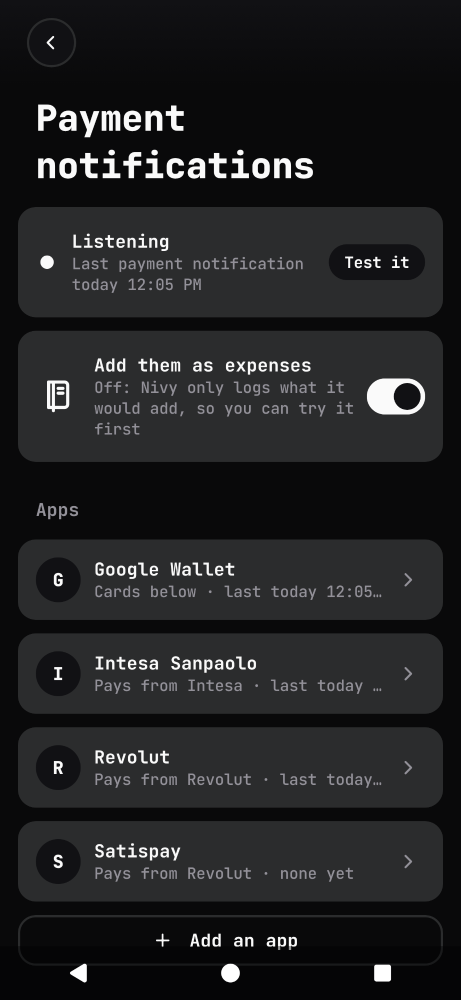 Payment
notifications
Listening
Last payment notification
today 12:05 PM
Test it
Add them as expenses
Off: Nivy only logs what it
would add, so you can try it
first
Apps
G
Google Wallet
Cards below · last today 12:05…
I
Intesa Sanpaolo
Pays from Intesa · last today …
R
Revolut
Pays from Revolut · last today…
S
Satispay
Pays from Revolut · none yet
+ Add an app